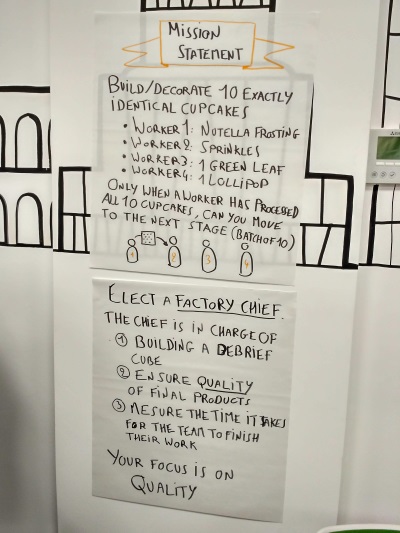 MISSION
STATEMENT
BUILD/DECORATE 10 EXACTLY
IDENTICAL CUPCAKES
• WORKER 1: NUTELLA FROSTING
• WORKER 2: SPRINKLES
• WORKER 3: 1 GREEN LEAF
• WORKER 4: 1 LOLLIPOP
ONLY WHEN A WORKER HAS PROCESSED
ALL 10 CUPCAKES, CAN YOU MOVE
TO THE NEXT STAGE (BATCH OF 10)
1 2 3 4
ELECT A FACTORY CHIEF.
THE CHIEF IS IN CHARGE OF
① BUILDING A DEBRIEF
CUBE
② ENSURE QUALITY
OF FINAL PRODUCTS
③ MESURE THE TIME IT TAKES
FOR THE TEAM TO FINISH
THEIR WORK
YOUR FOCUS IS ON
QUALITY